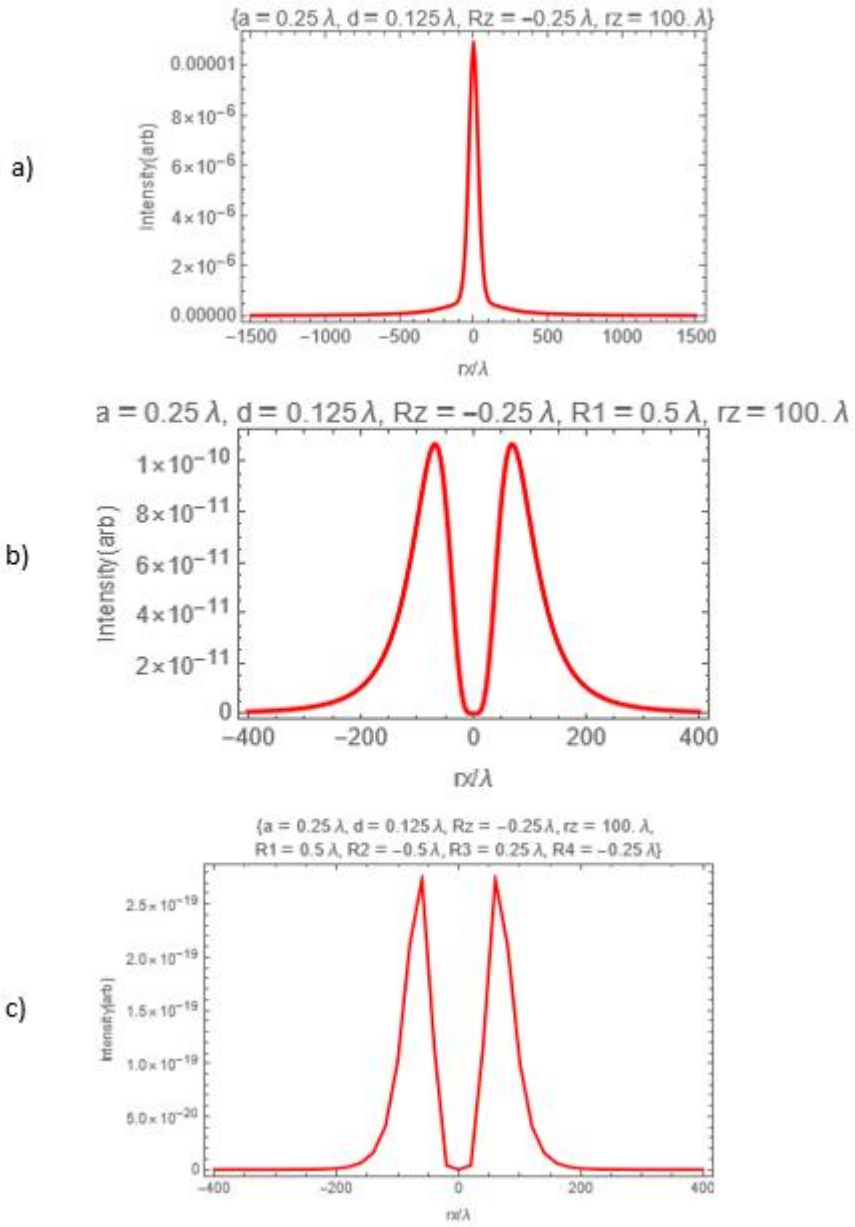 {a = 0.25 λ, d = 0.125 λ, Rz = −0.25 λ, rz = 100. λ}
a)
Intensity(arb)
0.00001
8×10⁻⁶
6×10⁻⁶
4×10⁻⁶
2×10⁻⁶
0.00000
−1500 −1000 −500 0 500 1000 1500
rx/λ
a = 0.25 λ, d = 0.125 λ, Rz = −0.25 λ, R1 = 0.5 λ, rz = 100. λ
b)
Intensity(arb)
1×10⁻¹⁰
8×10⁻¹¹
6×10⁻¹¹
4×10⁻¹¹
2×10⁻¹¹
0
−400 −200 0 200 400
rx/λ
{a = 0.25 λ, d = 0.125 λ, Rz = −0.25 λ, rz = 100. λ,
R1 = 0.5 λ, R2 = −0.5 λ, R3 = 0.25 λ, R4 = −0.25 λ}
c)
Intensity(arb)
2.5×10⁻¹⁹
2.0×10⁻¹⁹
1.5×10⁻¹⁹
1.0×10⁻¹⁹
5.0×10⁻²⁰
0
−400 −200 0 200 400
rx/λ